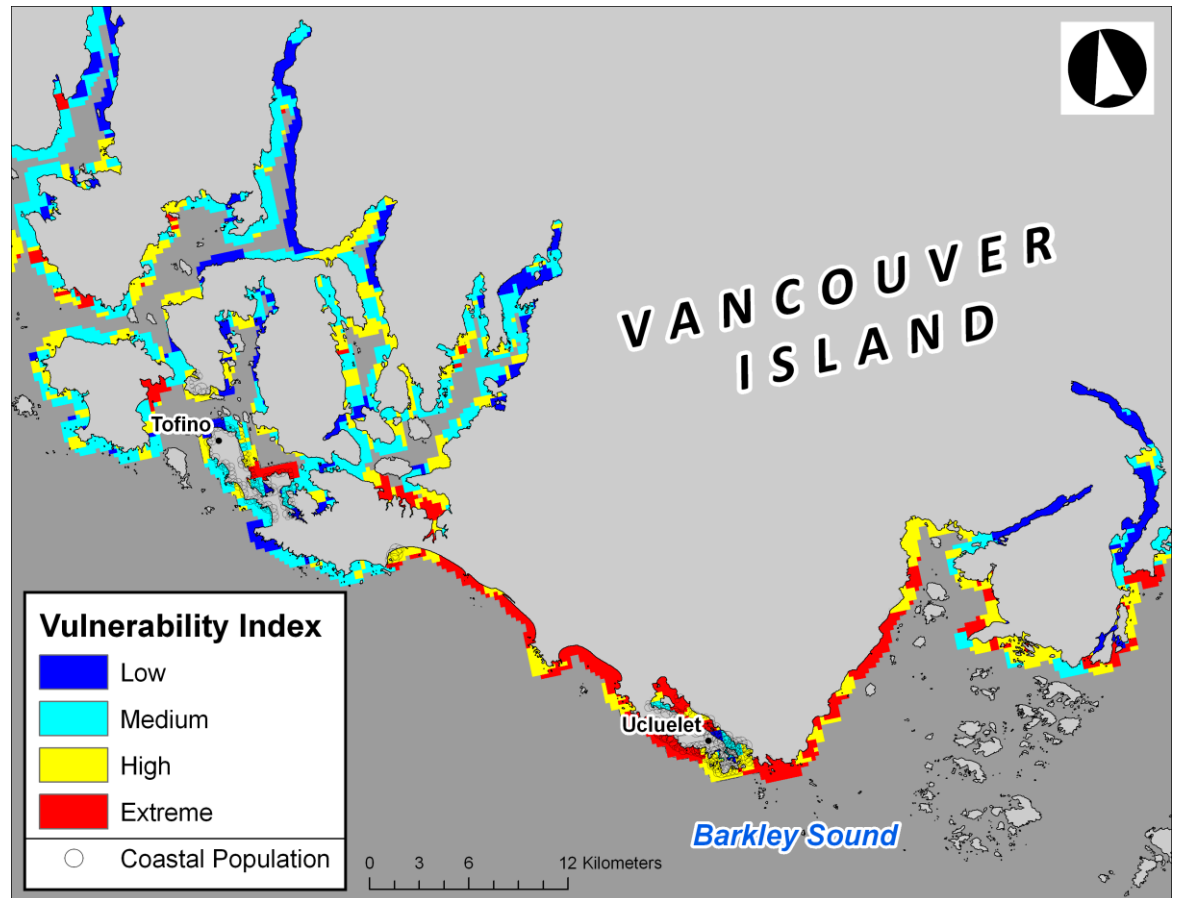 VANCOUVER
ISLAND
Tofino
Ucluelet
Barkley Sound
Vulnerability Index
Low
Medium
High
Extreme
Coastal Population
0 3 6 12 Kilometers